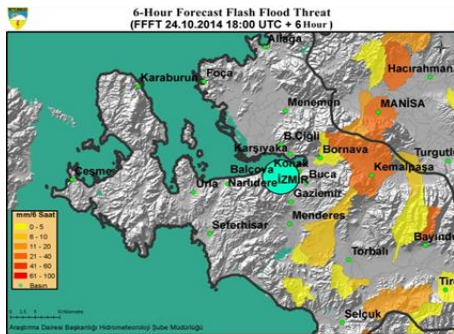 6-Hour Forecast Flash Flood Threat
(FFFT 24.10.2014 18:00 UTC + 6 Hour)
Aliağa
Hacırahmanlı
Karaburun
Foça
Menemen
MANİSA
Karşıyaka
B.Çiğli
Bornova
Turgutlu
Balçova
Konak
Çeşme
Urla
Narlıdere
İZMİR
Buca
Kemalpaşa
Gaziemir
Seferhisar
Menderes
Bayındır
Torbalı
Tire
Selçuk
mm/6 Saat
0 - 5
6 - 10
11 - 20
21 - 40
41 - 60
61 - 100
Basın
Araştırma Dairesi Başkanlığı Hidrometeoroloji Şube Müdürlüğü